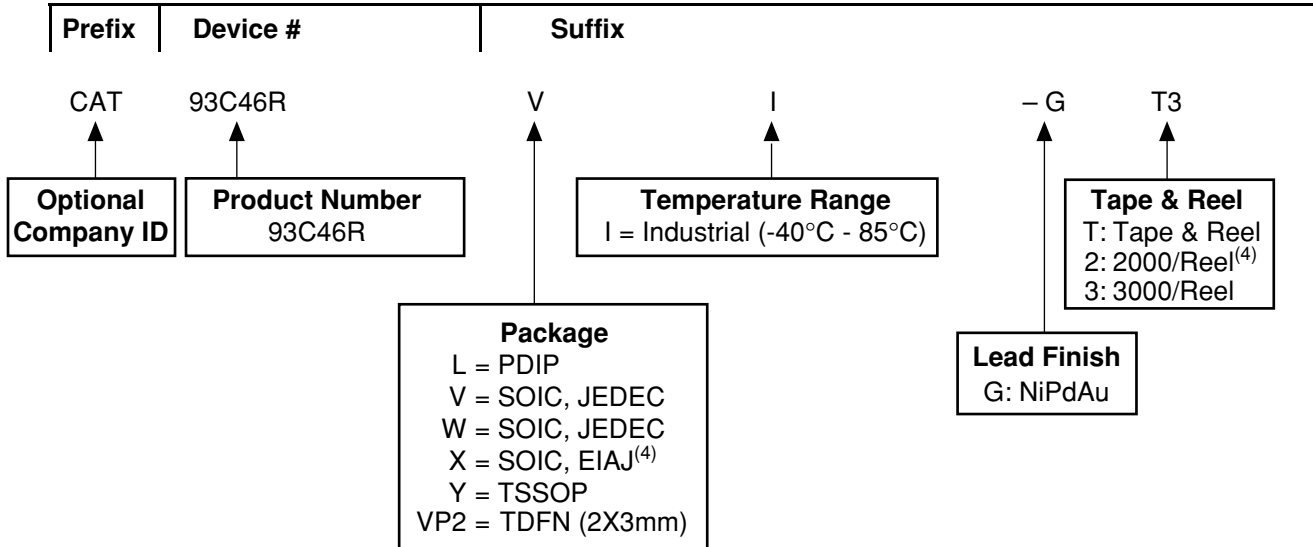 Prefix Device # Suffix
CAT 93C46R V I – G T3
Optional
Company ID
Product Number
93C46R
Temperature Range
I = Industrial (-40°C - 85°C)
Tape & Reel
T: Tape & Reel
2: 2000/Reel(4)
3: 3000/Reel
Package
L = PDIP
V = SOIC, JEDEC
W = SOIC, JEDEC
X = SOIC, EIAJ(4)
Y = TSSOP
VP2 = TDFN (2X3mm)
Lead Finish
G: NiPdAu